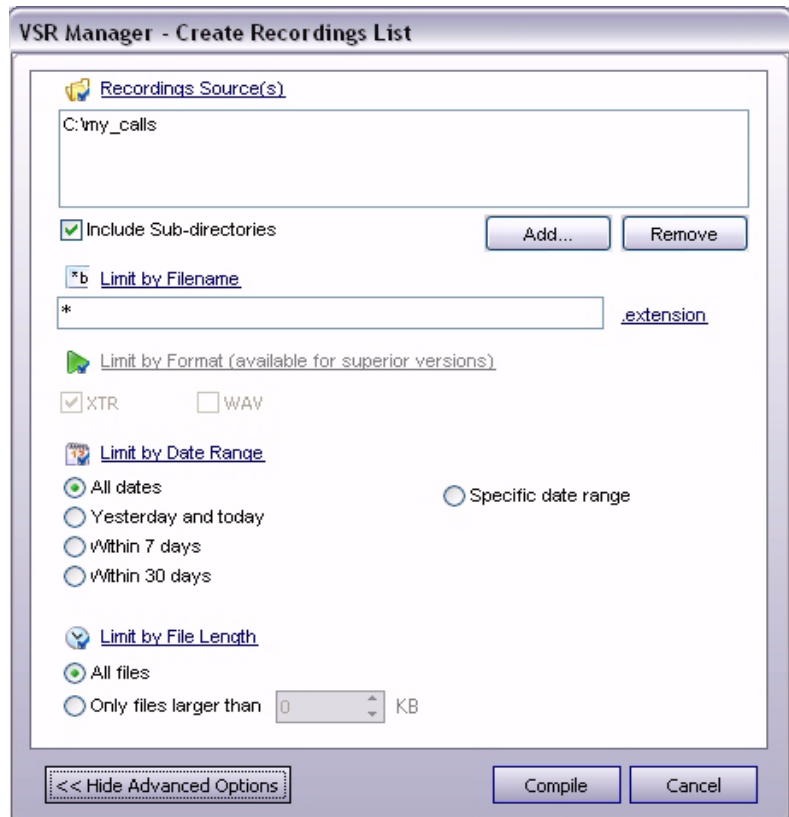 VSR Manager - Create Recordings List
Recordings Source(s)
C:\my_calls
Include Sub-directories
Add...
Remove
*b Limit by Filename
*
.extension
Limit by Format (available for superior versions)
XTR
WAV
12 Limit by Date Range
All dates
Specific date range
Yesterday and today
Within 7 days
Within 30 days
Limit by File Length
All files
Only files larger than 0 KB
<< Hide Advanced Options
Compile
Cancel